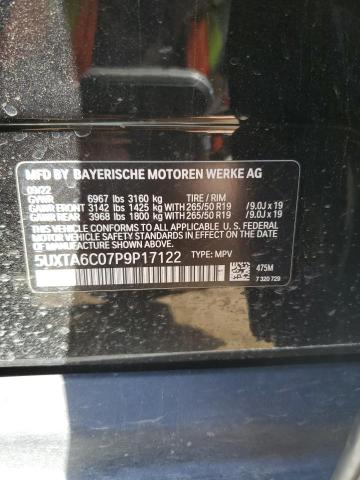 MFD BY BAYERISCHE MOTOREN WERKE AG
09/22
GVWR 6967 lbs 3160 kg TIRE / RIM
GAWR FRONT 3142 lbs 1425 kg WITH 265/50 R19 /9.0J x 19
GAWR REAR 3968 lbs 1800 kg WITH 265/50 R19 /9.0J x 19
THIS VEHICLE CONFORMS TO ALL APPLICABLE U.S. FEDERAL
MOTOR VEHICLE SAFETY STANDARDS IN EFFECT
ON THE DATE OF MANUFACTURE SHOWN ABOVE.
5UXTA6C07P9P17122 TYPE: MPV
475M
7 320 729